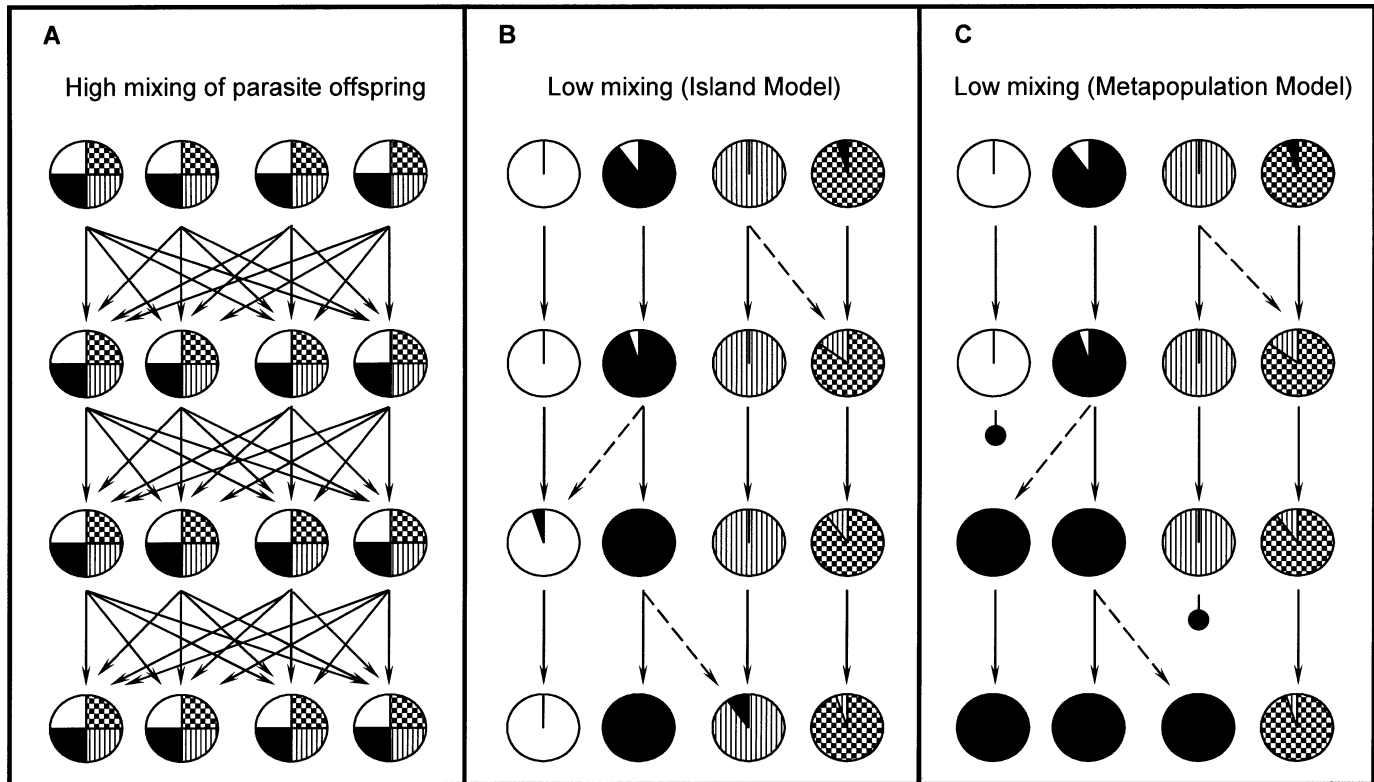 A
High mixing of parasite offspring
B
Low mixing (Island Model)
C
Low mixing (Metapopulation Model)